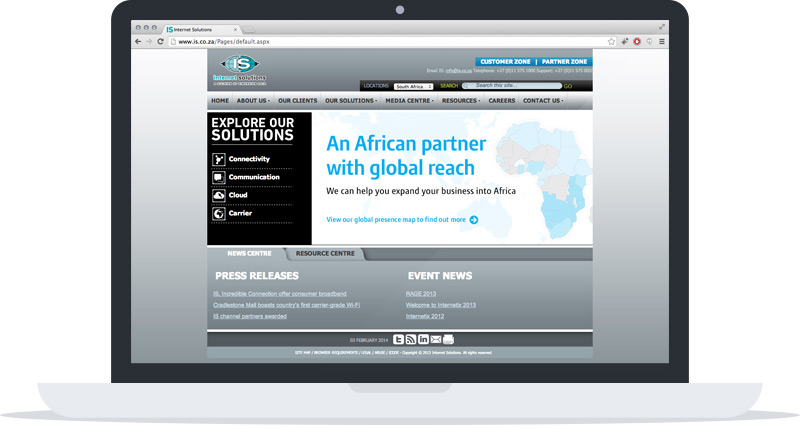 IS Internet Solutions
www.is.co.za/Pages/default.aspx
IS
internet solutions
CUSTOMER ZONE | PARTNER ZONE
Email IS: info@is.co.za Telephone: +27 (0)11 575 1000 Support: +27 (0)11 575
LOCATIONS South Africa SEARCH Search this site... GO
HOME ABOUT US OUR CLIENTS OUR SOLUTIONS MEDIA CENTRE RESOURCES CAREERS CONTACT US
EXPLORE OUR
SOLUTIONS
Connectivity
Communication
Cloud
Carrier
An African partner
with global reach
We can help you expand your business into Africa
View our global presence map to find out more
NEWS CENTRE RESOURCE CENTRE
PRESS RELEASES
IS, Incredible Connection offer consumer broadband
Cradlestone Mall boasts country's first carrier-grade Wi-Fi
IS channel partners awarded
EVENT NEWS
RAGE 2013
Welcome to Internetix 2013
Internetix 2012
03 FEBRUARY 2014
SITE MAP / BROWSER REQUIREMENTS / LEGAL / ABUSE / ICODE - Copyright © 2013 Internet Solutions. All rights reserved